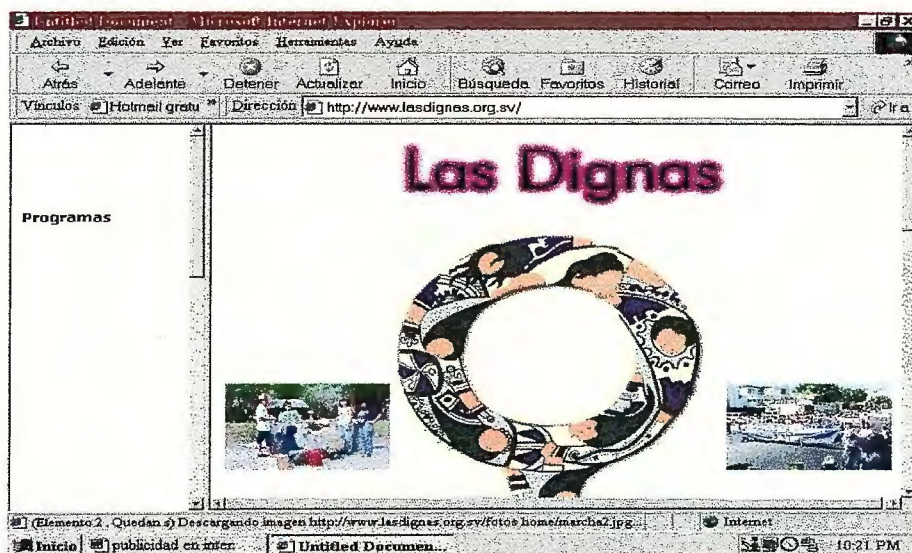 Untitled Document - Microsoft Internet Explorer
Archivo Edición Ver Favoritos Herramientas Ayuda
Atrás Adelante Detener Actualizar Inicio Búsqueda Favoritos Historial Correo Imprimir
Vínculos Hotmail gratu » Dirección http://www.lasdignas.org.sv/ Ir a
Las Dignas
Programas
(Elemento 2 . Quedan s) Descargando imagen http://www.lasdignas.org.sv/fotos home/marcha2.jpg... Internet
Inicio publicidad en inter... Untitled Documen... 10:21 PM